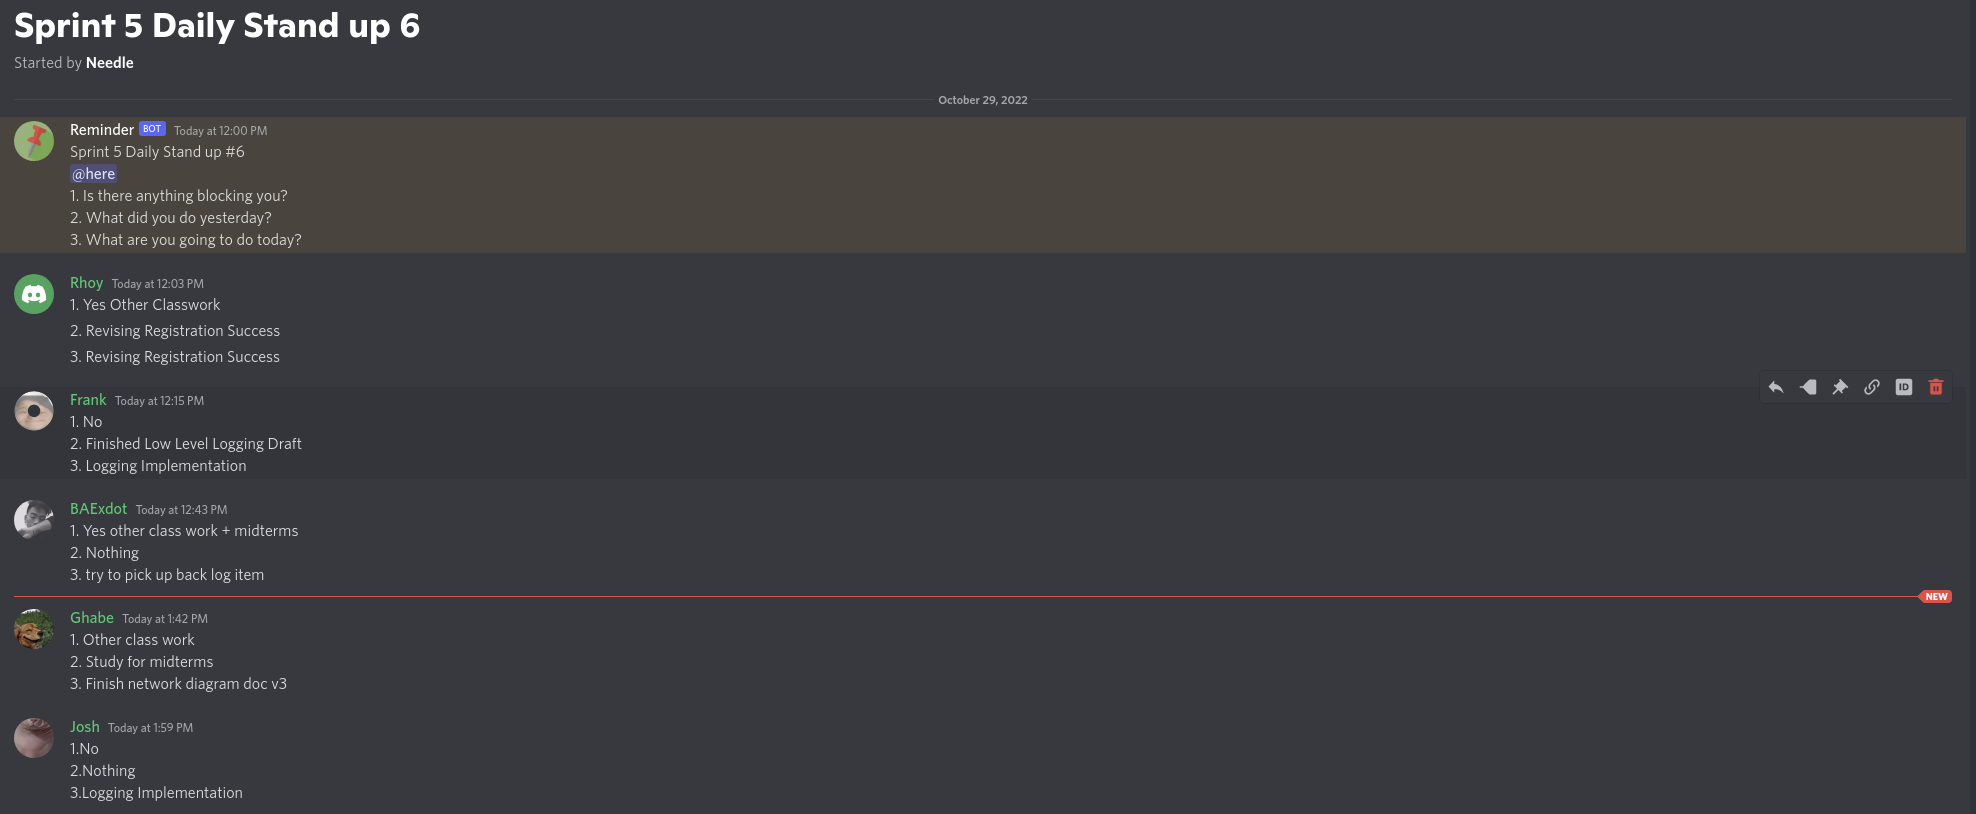 Sprint 5 Daily Stand up 6
Started by Needle
October 29, 2022
Reminder BOT Today at 12:00 PM
Sprint 5 Daily Stand up #6
@here
1. Is there anything blocking you?
2. What did you do yesterday?
3. What are you going to do today?
Rhoy Today at 12:03 PM
1. Yes Other Classwork
2. Revising Registration Success
3. Revising Registration Success
ID
Frank Today at 12:15 PM
1. No
2. Finished Low Level Logging Draft
3. Logging Implementation
BAExdot Today at 12:43 PM
1. Yes other class work + midterms
2. Nothing
3. try to pick up back log item
NEW
Ghabe Today at 1:42 PM
1. Other class work
2. Study for midterms
3. Finish network diagram doc v3
Josh Today at 1:59 PM
1.No
2.Nothing
3.Logging Implementation